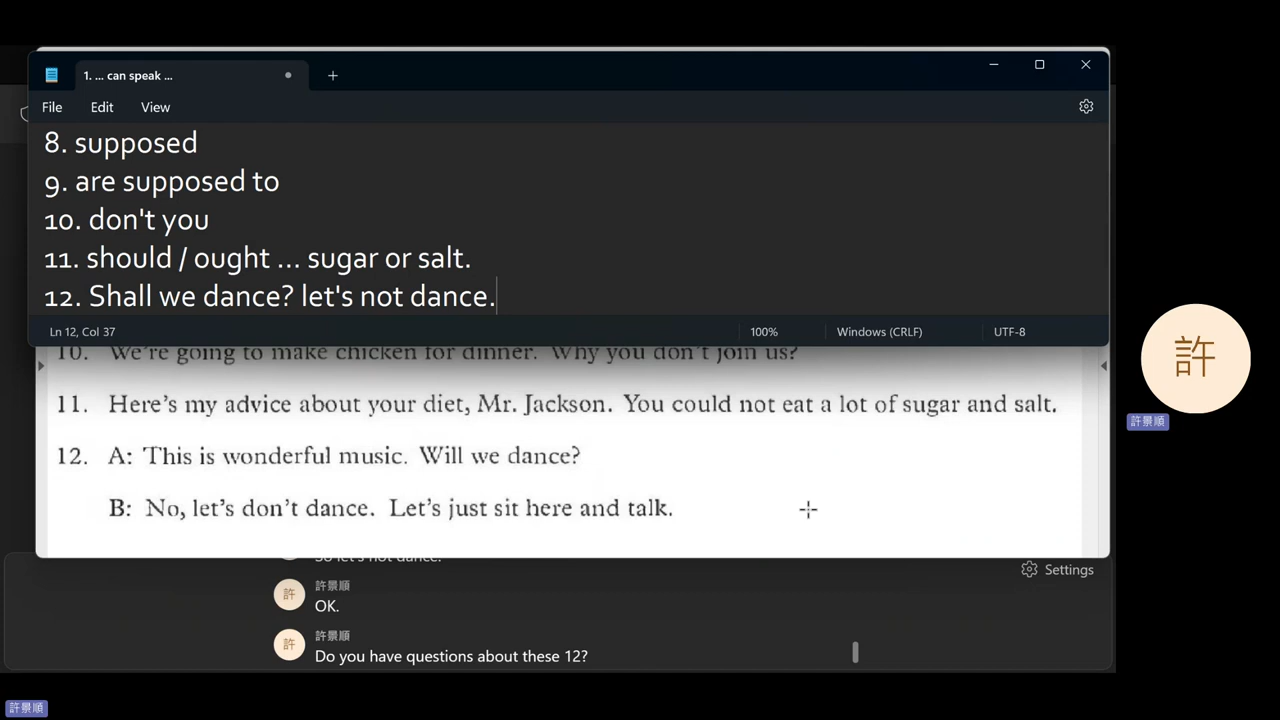 1. ... can speak ...
File Edit View
8. supposed
9. are supposed to
10. don't you
11. should / ought ... sugar or salt.
12. Shall we dance? let's not dance.
Ln 12, Col 37 100% Windows (CRLF) UTF-8
10. We're going to make chicken for dinner. Why you don't join us?
11. Here's my advice about your diet, Mr. Jackson. You could not eat a lot of sugar and salt.
12. A: This is wonderful music. Will we dance?
B: No, let's don't dance. Let's just sit here and talk.
So let's not dance.
Settings
許景順
OK.
許景順
Do you have questions about these 12?
許
許
許
許景順
許景順